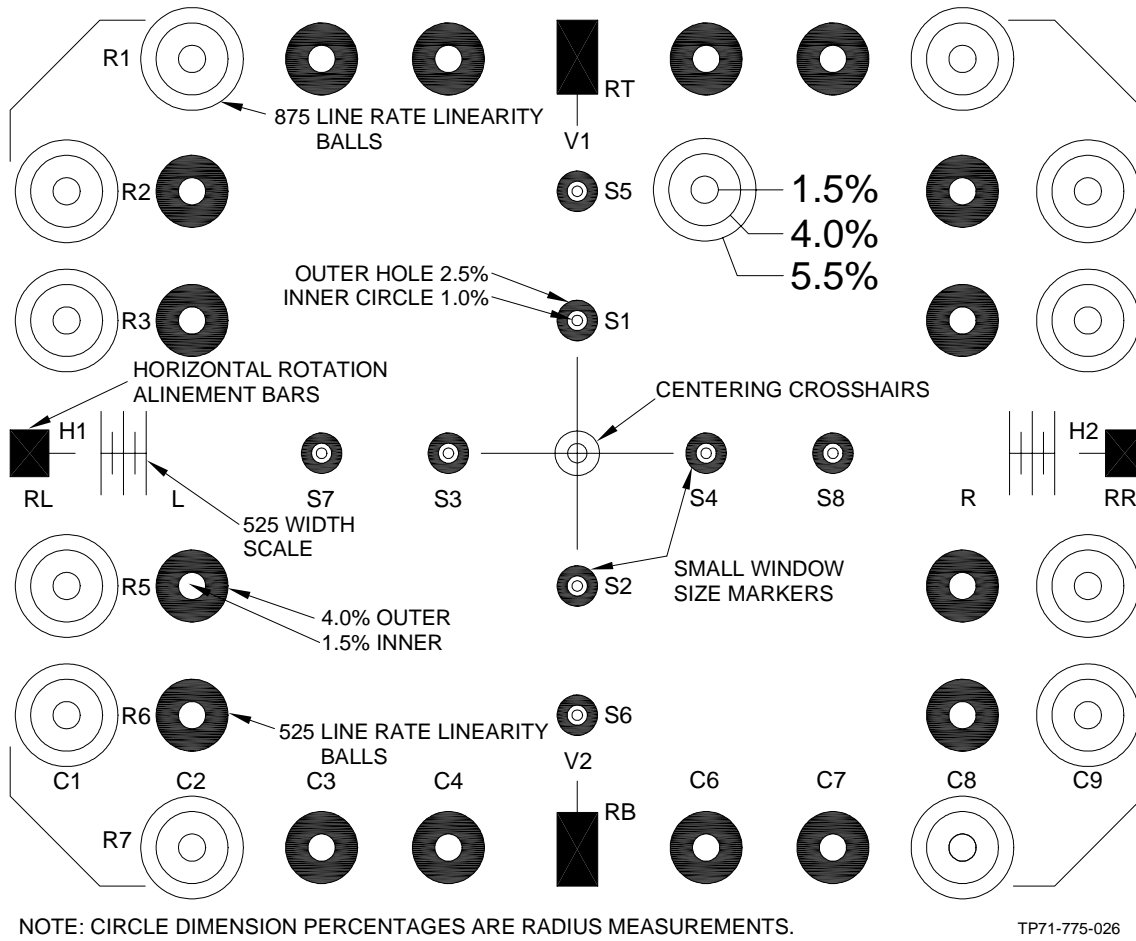 R1
RT
875 LINE RATE LINEARITY
BALLS
V1
R2
S5
1.5%
4.0%
5.5%
OUTER HOLE 2.5%
INNER CIRCLE 1.0%
R3
S1
HORIZONTAL ROTATION
ALINEMENT BARS
CENTERING CROSSHAIRS
H1
H2
RL
L
S7
S3
S4
S8
R
RR
525 WIDTH
SCALE
R5
S2
SMALL WINDOW
SIZE MARKERS
4.0% OUTER
1.5% INNER
R6
S6
525 LINE RATE LINEARITY
BALLS
V2
C1
C2
C3
C4
C6
C7
C8
C9
RB
R7
NOTE: CIRCLE DIMENSION PERCENTAGES ARE RADIUS MEASUREMENTS.
TP71-775-026